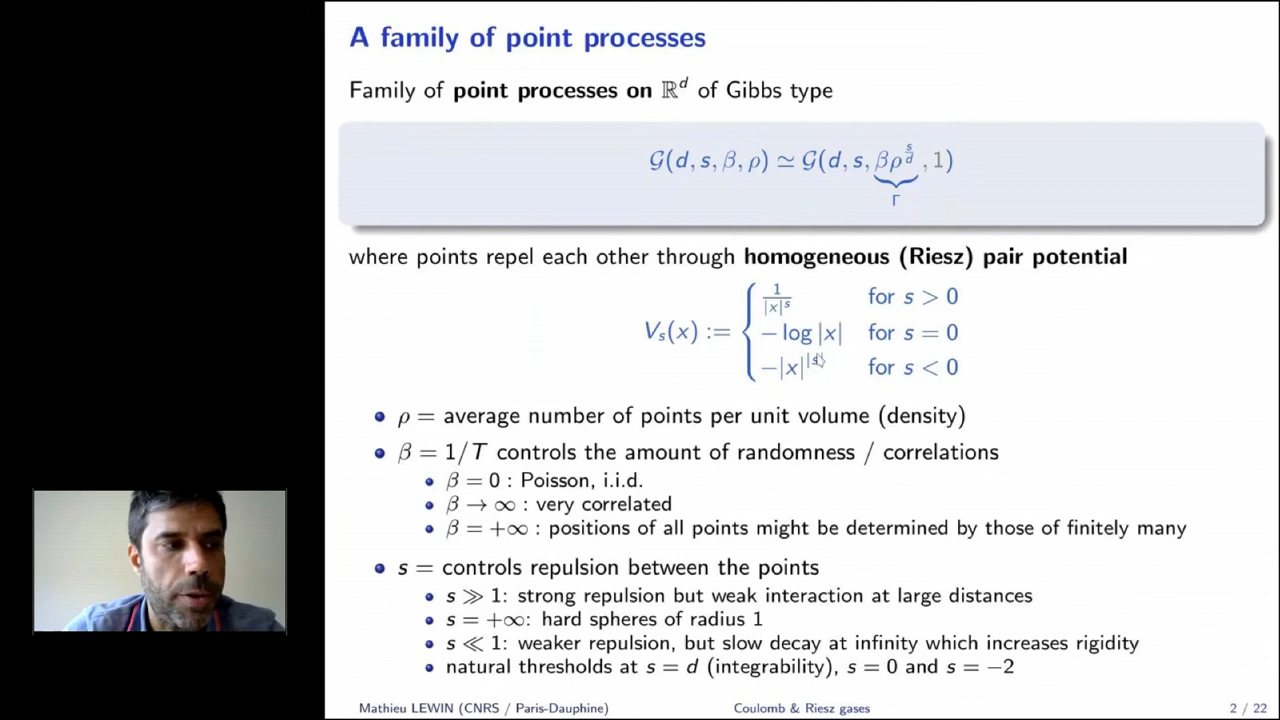 A family of point processes
Family of point processes on ℝᵈ of Gibbs type
𝒢(d, s, β, ρ) ≃ 𝒢(d, s, βρ^{s/d}, 1)
Γ
where points repel each other through homogeneous (Riesz) pair potential
V_s(x) := { 1/|x|^s for s > 0
− log |x| for s = 0
−|x|^{|s|} for s < 0
• ρ = average number of points per unit volume (density)
• β = 1/T controls the amount of randomness / correlations
• β = 0 : Poisson, i.i.d.
• β → ∞ : very correlated
• β = +∞ : positions of all points might be determined by those of finitely many
• s = controls repulsion between the points
• s ≫ 1: strong repulsion but weak interaction at large distances
• s = +∞: hard spheres of radius 1
• s ≪ 1: weaker repulsion, but slow decay at infinity which increases rigidity
• natural thresholds at s = d (integrability), s = 0 and s = −2
Mathieu LEWIN (CNRS / Paris-Dauphine) Coulomb & Riesz gases 2 / 22